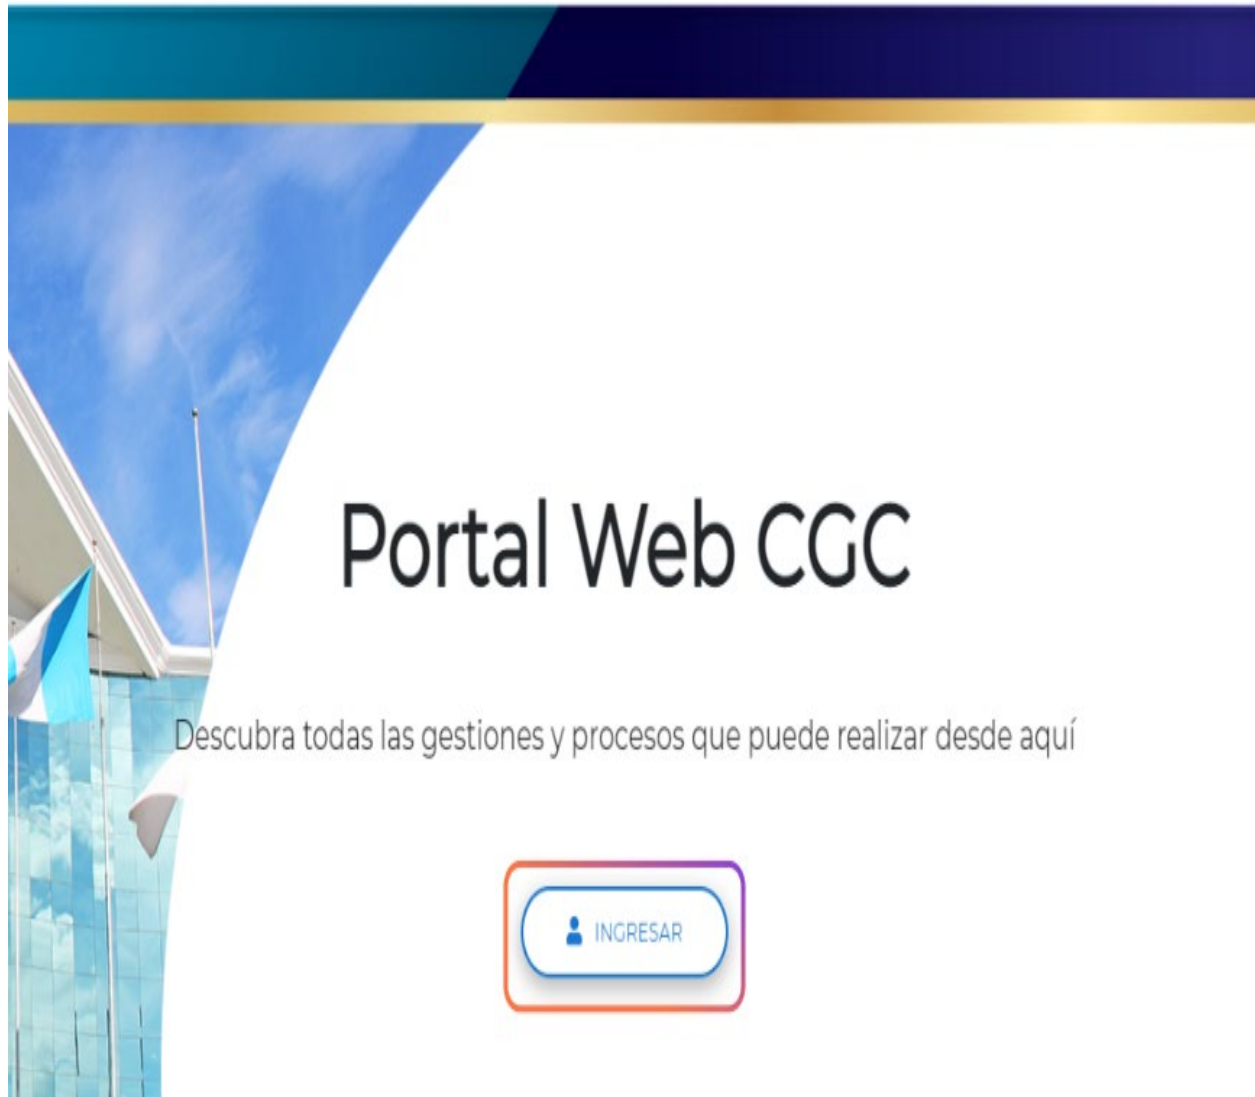 Portal Web CGC
Descubra todas las gestiones y procesos que puede realizar desde aquí
INGRESAR